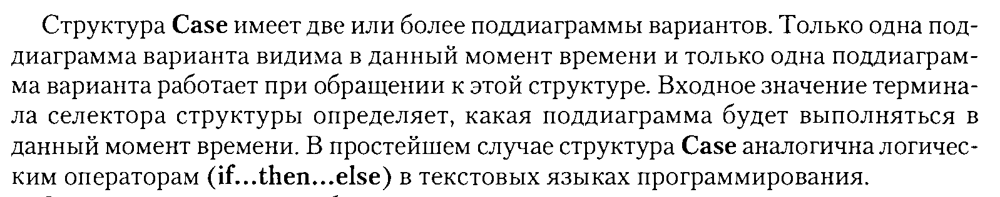 Структура Case имеет две или более поддиаграммы вариантов. Только одна под-
диаграмма варианта видима в данный момент времени и только одна поддиаграм-
ма варианта работает при обращении к этой структуре. Входное значение термина-
ла селектора структуры определяет, какая поддиаграмма будет выполняться в
данный момент времени. В простейшем случае структура Case аналогична логичес-
ким операторам (if...then...else) в текстовых языках программирования.